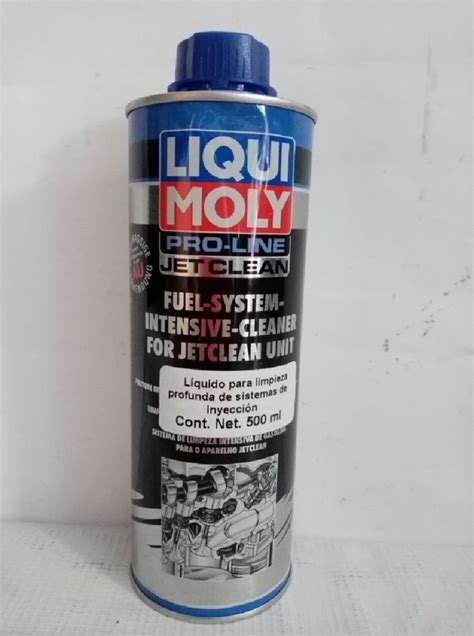 LIQUI
MOLY
PRO-LINE
JETCLEAN
FUEL-SYSTEM-
INTENSIVE-CLEANER
FOR JETCLEAN UNIT
Líquido para limpieza
profunda de sistemas de
inyección
Cont. Net. 500 ml
SISTEMA DE LIMPEZA INTENSIVA DE
PARA O APARELHO JETCLEAN